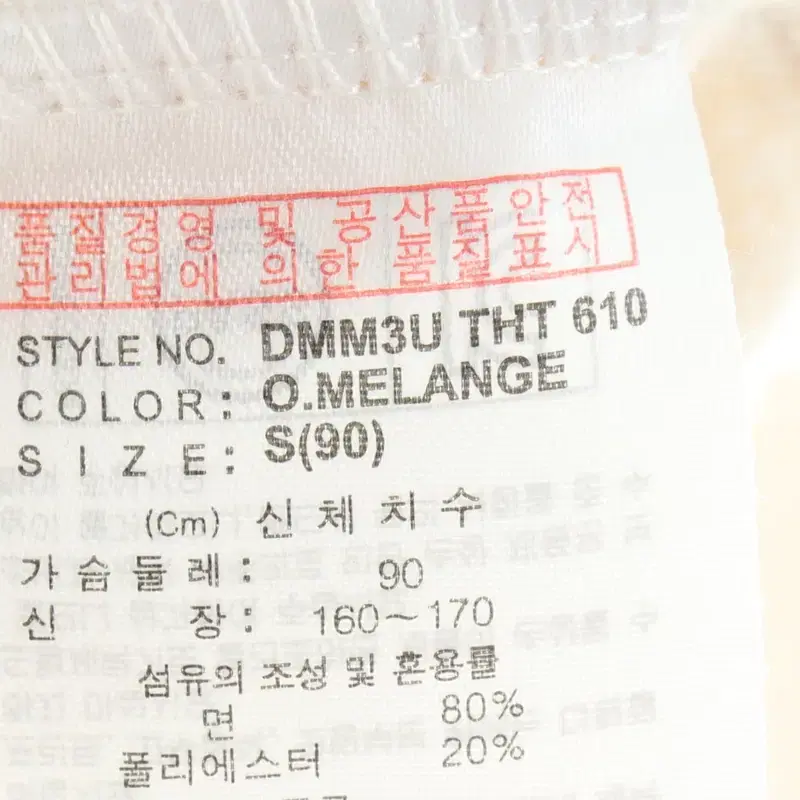 품질경영 및 공산품안전
관리법에 의한 품질표시
STYLE NO. DMM3U THT 610
COLOR: O.MELANGE
SIZE: S(90)
(Cm) 신체치수
가슴둘레: 90
신장: 160~170
섬유의 조성 및 혼용률
면 80%
폴리에스터 20%